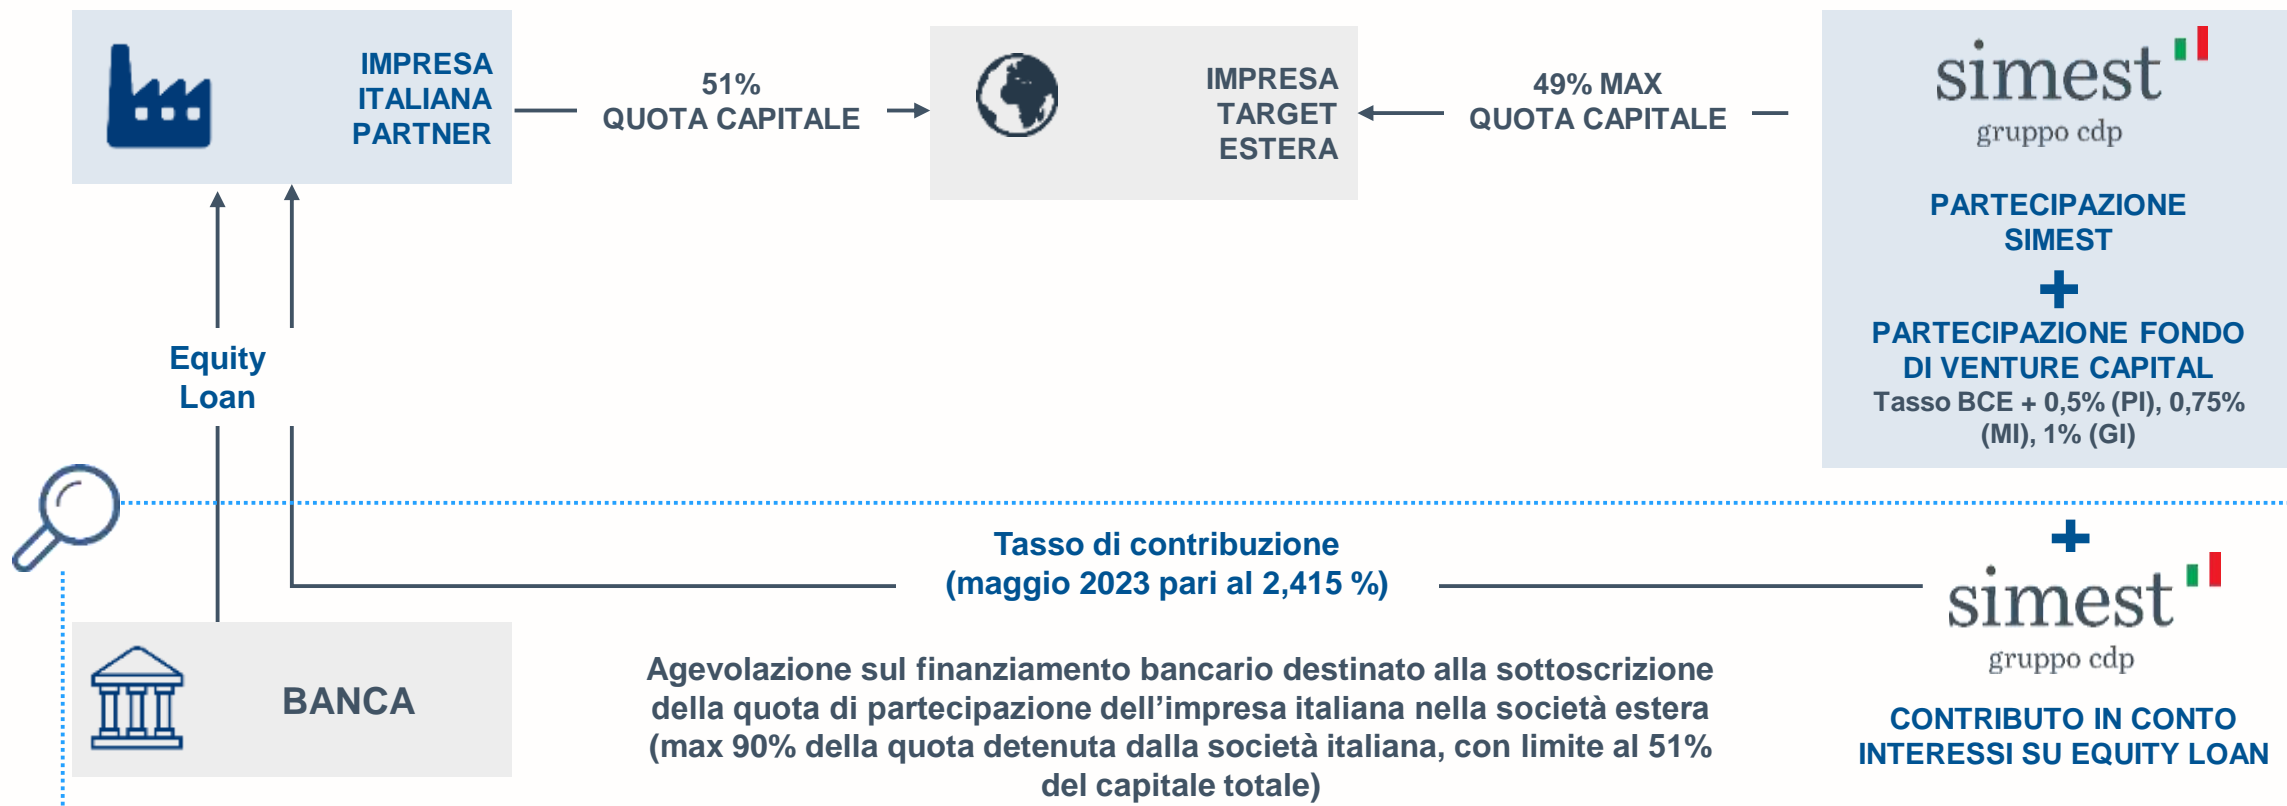 IMPRESA
ITALIANA
PARTNER
51%
QUOTA CAPITALE
IMPRESA
TARGET
ESTERA
49% MAX
QUOTA CAPITALE
simest
gruppo cdp
PARTECIPAZIONE
SIMEST
+
PARTECIPAZIONE FONDO
DI VENTURE CAPITAL
Tasso BCE + 0,5% (PI), 0,75%
(MI), 1% (GI)
Equity
Loan
Tasso di contribuzione
(maggio 2023 pari al 2,415 %)
+
simest
gruppo cdp
CONTRIBUTO IN CONTO
INTERESSI SU EQUITY LOAN
BANCA
Agevolazione sul finanziamento bancario destinato alla sottoscrizione
della quota di partecipazione dell’impresa italiana nella società estera
(max 90% della quota detenuta dalla società italiana, con limite al 51%
del capitale totale)